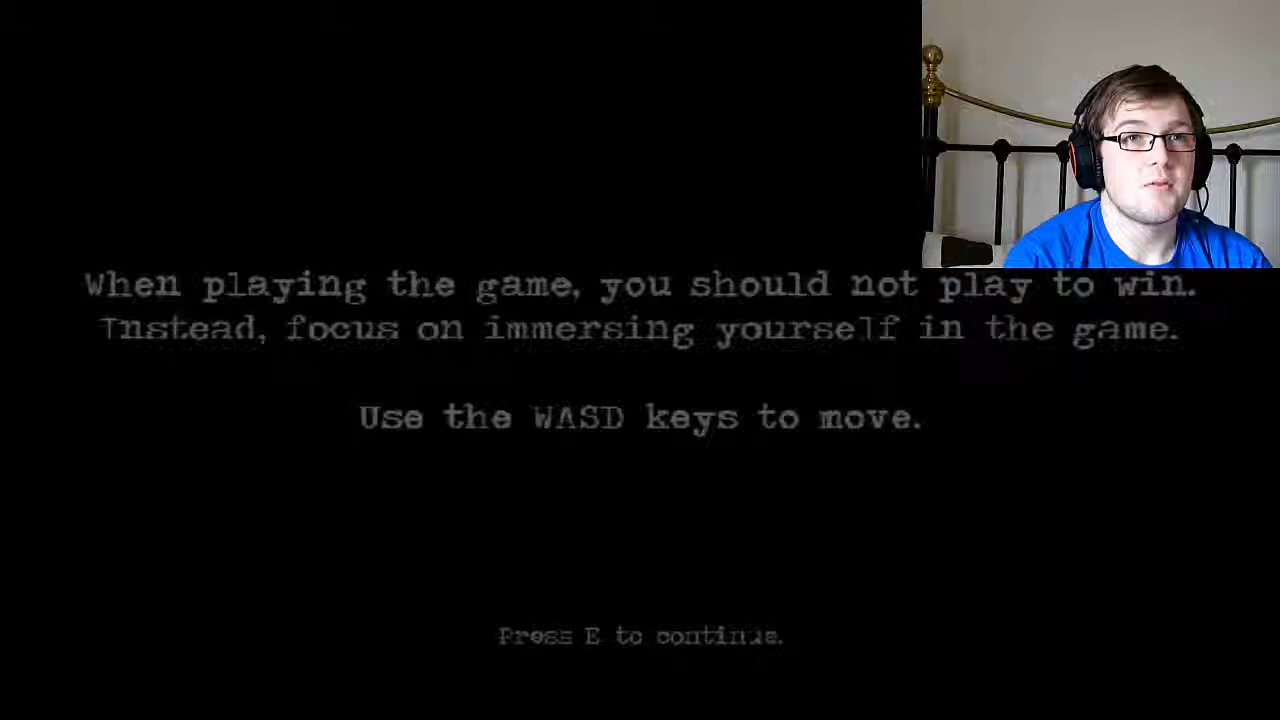 When playing the game, you should not play to win.
Instead, focus on immersing yourself in the game.
Use the WASD keys to move.
Press E to continue.